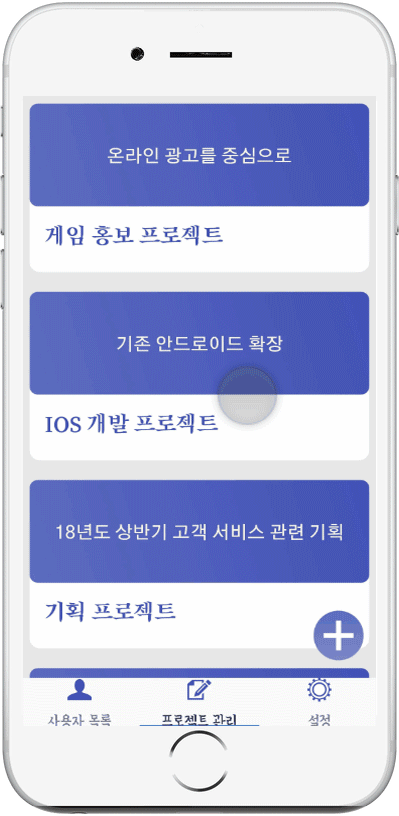 온라인 광고를 중심으로
게임 홍보 프로젝트
기존 안드로이드 확장
IOS 개발 프로젝트
18년도 상반기 고객 서비스 관련 기획
기획 프로젝트
사용자 목록
프로젝트 관리
설정